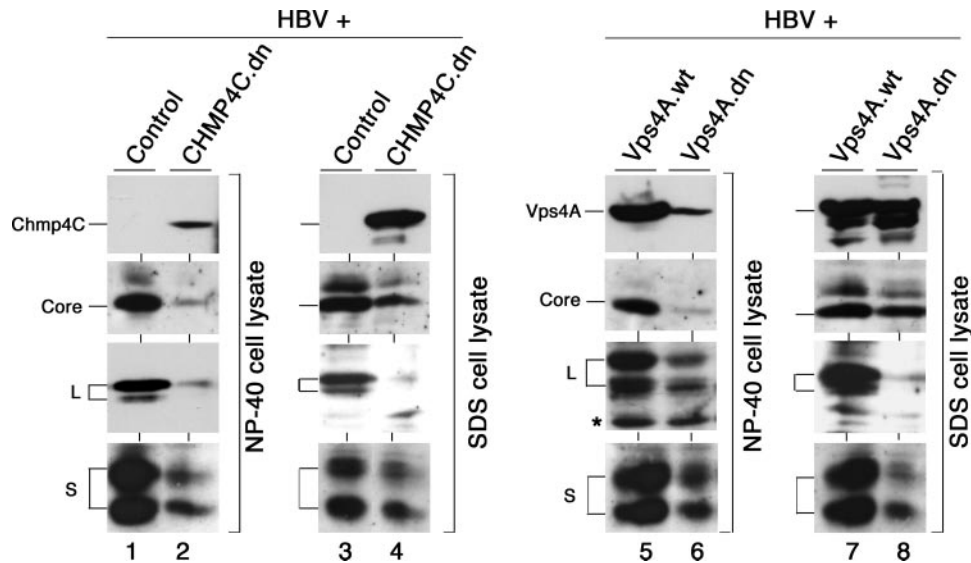 HBV +
HBV +
Control
CHMP4C.dn
Control
CHMP4C.dn
Vps4A.wt
Vps4A.dn
Vps4A.wt
Vps4A.dn
Chmp4C
Core
L
S
NP-40 cell lysate
SDS cell lysate
Vps4A
Core
L
*
S
NP-40 cell lysate
SDS cell lysate
1 2 3 4 5 6 7 8